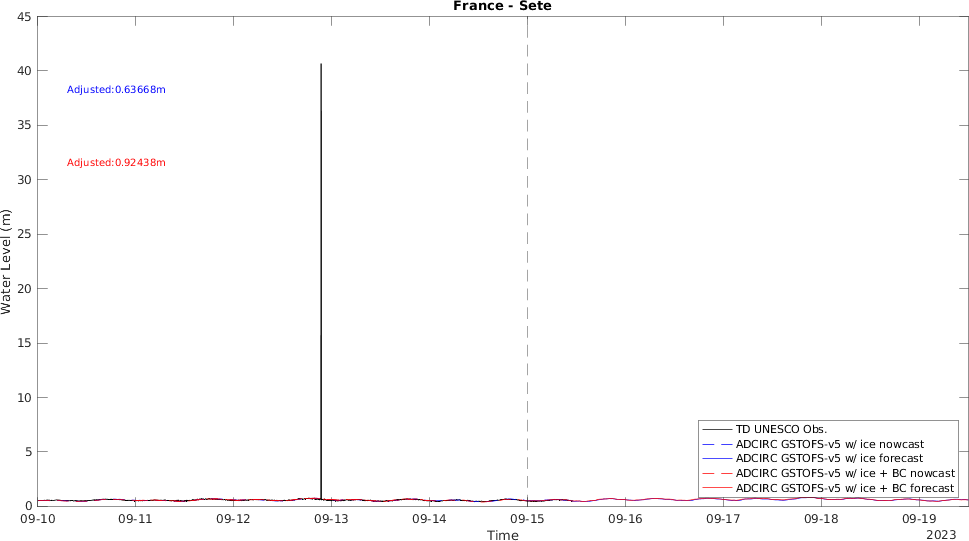 France - Sete
45
40
35
30
25
20
15
10
5
0
Water Level (m)
Adjusted:0.63668m
Adjusted:0.92438m
TD UNESCO Obs.
ADCIRC GSTOFS-v5 w/ ice nowcast
ADCIRC GSTOFS-v5 w/ ice forecast
ADCIRC GSTOFS-v5 w/ ice + BC nowcast
ADCIRC GSTOFS-v5 w/ ice + BC forecast
09-10 09-11 09-12 09-13 09-14 09-15 09-16 09-17 09-18 09-19
Time
2023